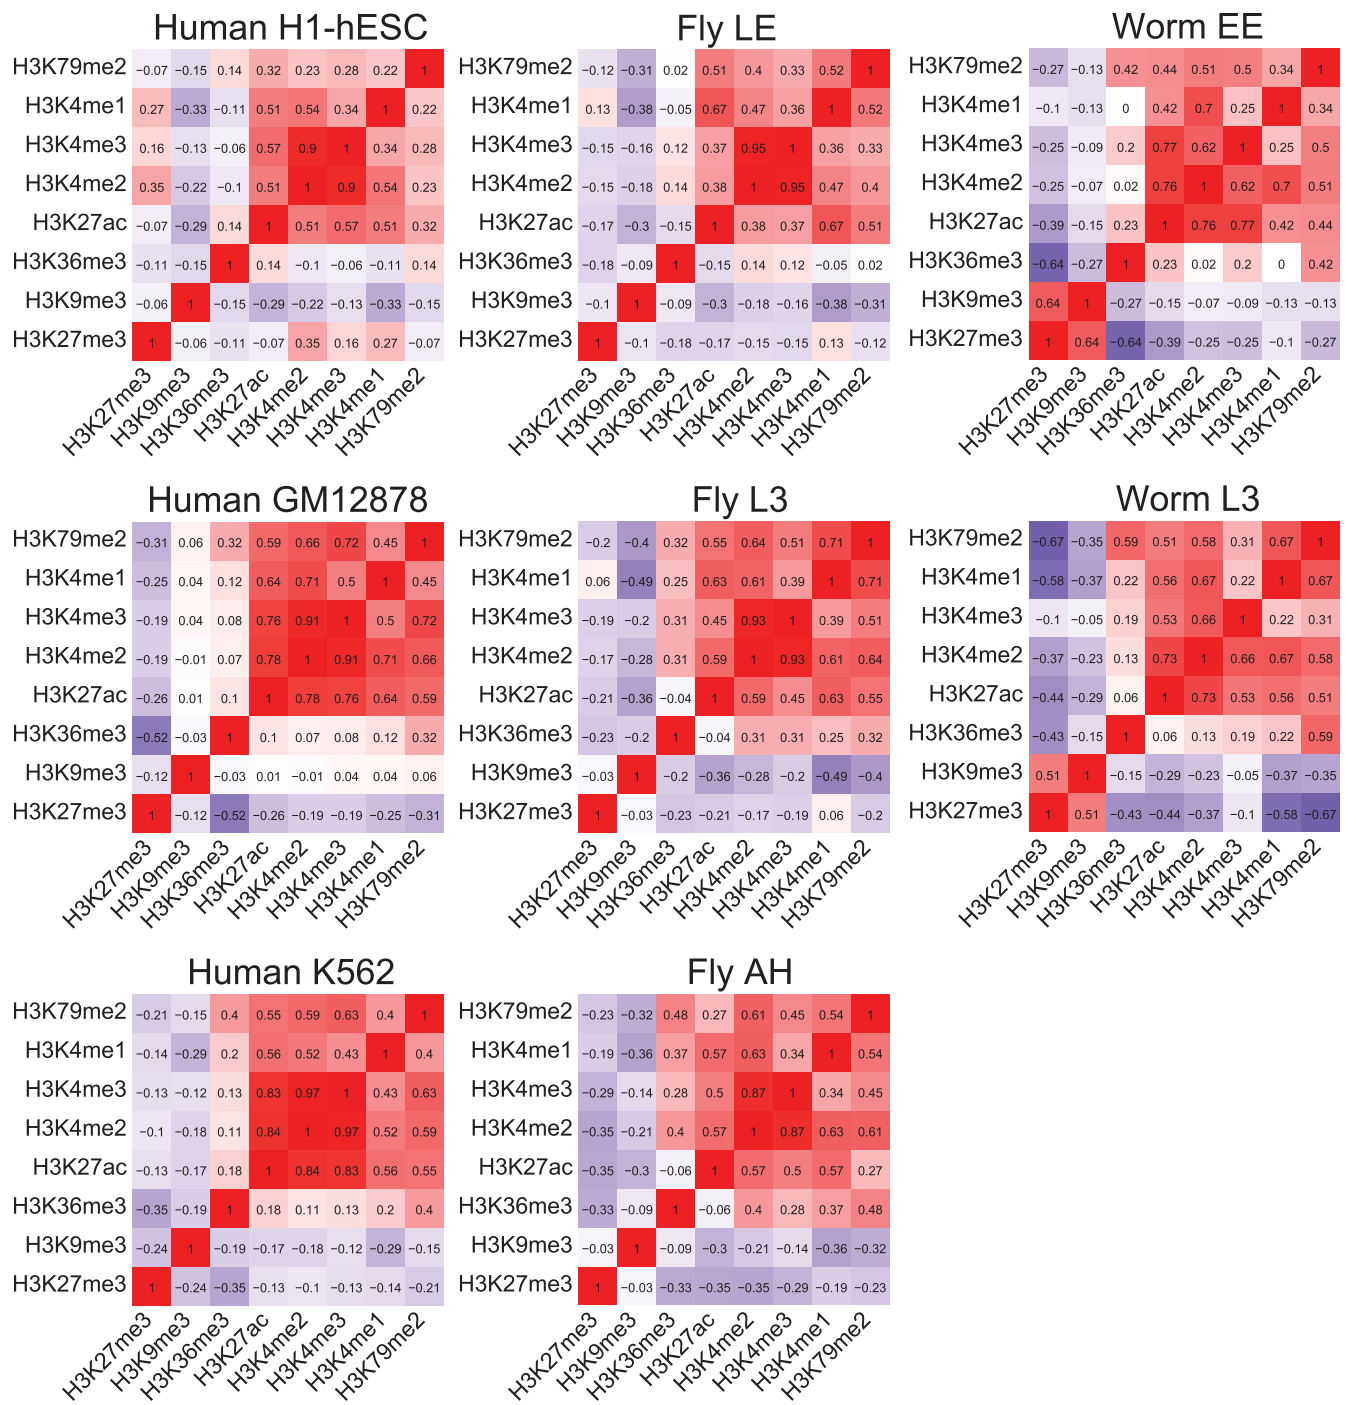 Human H1-hESC
H3K79me2 −0.07 −0.15 0.14 0.32 0.23 0.28 0.22 1
H3K4me1 0.27 −0.33 −0.11 0.51 0.54 0.34 1 0.22
H3K4me3 0.16 −0.13 −0.06 0.57 0.9 1 0.34 0.28
H3K4me2 0.35 −0.22 −0.1 0.51 1 0.9 0.54 0.23
H3K27ac −0.07 −0.29 0.14 1 0.51 0.57 0.51 0.32
H3K36me3 −0.11 −0.15 1 0.14 −0.1 −0.06 −0.11 0.14
H3K9me3 −0.06 1 −0.15 −0.29 −0.22 −0.13 −0.33 −0.15
H3K27me3 1 −0.06 −0.11 −0.07 0.35 0.16 0.27 −0.07
H3K27me3 H3K9me3 H3K36me3 H3K27ac H3K4me2 H3K4me3 H3K4me1 H3K79me2
Fly LE
H3K79me2 −0.12 −0.31 0.02 0.51 0.4 0.33 0.52 1
H3K4me1 0.13 −0.38 −0.05 0.67 0.47 0.36 1 0.52
H3K4me3 −0.15 −0.16 0.12 0.37 0.95 1 0.36 0.33
H3K4me2 −0.15 −0.18 0.14 0.38 1 0.95 0.47 0.4
H3K27ac −0.17 −0.3 −0.15 1 0.38 0.37 0.67 0.51
H3K36me3 −0.18 −0.09 1 −0.15 0.14 0.12 −0.05 0.02
H3K9me3 −0.1 1 −0.09 −0.3 −0.18 −0.16 −0.38 −0.31
H3K27me3 1 −0.1 −0.18 −0.17 −0.15 −0.15 0.13 −0.12
H3K27me3 H3K9me3 H3K36me3 H3K27ac H3K4me2 H3K4me3 H3K4me1 H3K79me2
Worm EE
H3K79me2 −0.27 −0.13 0.42 0.44 0.51 0.5 0.34 1
H3K4me1 −0.1 −0.13 0 0.42 0.7 0.25 1 0.34
H3K4me3 −0.25 −0.09 0.2 0.77 0.62 1 0.25 0.5
H3K4me2 −0.25 −0.07 0.02 0.76 1 0.62 0.7 0.51
H3K27ac −0.39 −0.15 0.23 1 0.76 0.77 0.42 0.44
H3K36me3 −0.64 −0.27 1 0.23 0.02 0.2 0 0.42
H3K9me3 0.64 1 −0.27 −0.15 −0.07 −0.09 −0.13 −0.13
H3K27me3 1 0.64 −0.64 −0.39 −0.25 −0.25 −0.1 −0.27
H3K27me3 H3K9me3 H3K36me3 H3K27ac H3K4me2 H3K4me3 H3K4me1 H3K79me2
Human GM12878
H3K79me2 −0.31 0.06 0.32 0.59 0.66 0.72 0.45 1
H3K4me1 −0.25 0.04 0.12 0.64 0.71 0.5 1 0.45
H3K4me3 −0.19 0.04 0.08 0.76 0.91 1 0.5 0.72
H3K4me2 −0.19 −0.01 0.07 0.78 1 0.91 0.71 0.66
H3K27ac −0.26 0.01 0.1 1 0.78 0.76 0.64 0.59
H3K36me3 −0.52 −0.03 1 0.1 0.07 0.08 0.12 0.32
H3K9me3 −0.12 1 −0.03 0.01 −0.01 0.04 0.04 0.06
H3K27me3 1 −0.12 −0.52 −0.26 −0.19 −0.19 −0.25 −0.31
H3K27me3 H3K9me3 H3K36me3 H3K27ac H3K4me2 H3K4me3 H3K4me1 H3K79me2
Fly L3
H3K79me2 −0.2 −0.4 0.32 0.55 0.64 0.51 0.71 1
H3K4me1 0.06 −0.49 0.25 0.63 0.61 0.39 1 0.71
H3K4me3 −0.19 −0.2 0.31 0.45 0.93 1 0.39 0.51
H3K4me2 −0.17 −0.28 0.31 0.59 1 0.93 0.61 0.64
H3K27ac −0.21 −0.36 −0.04 1 0.59 0.45 0.63 0.55
H3K36me3 −0.23 −0.2 1 −0.04 0.31 0.31 0.25 0.32
H3K9me3 −0.03 1 −0.2 −0.36 −0.28 −0.2 −0.49 −0.4
H3K27me3 1 −0.03 −0.23 −0.21 −0.17 −0.19 0.06 −0.2
H3K27me3 H3K9me3 H3K36me3 H3K27ac H3K4me2 H3K4me3 H3K4me1 H3K79me2
Worm L3
H3K79me2 −0.67 −0.35 0.59 0.51 0.58 0.31 0.67 1
H3K4me1 −0.58 −0.37 0.22 0.56 0.67 0.22 1 0.67
H3K4me3 −0.1 −0.05 0.19 0.53 0.66 1 0.22 0.31
H3K4me2 −0.37 −0.23 0.13 0.73 1 0.66 0.67 0.58
H3K27ac −0.44 −0.29 0.06 1 0.73 0.53 0.56 0.51
H3K36me3 −0.43 −0.15 1 0.06 0.13 0.19 0.22 0.59
H3K9me3 0.51 1 −0.15 −0.29 −0.23 −0.05 −0.37 −0.35
H3K27me3 1 0.51 −0.43 −0.44 −0.37 −0.1 −0.58 −0.67
H3K27me3 H3K9me3 H3K36me3 H3K27ac H3K4me2 H3K4me3 H3K4me1 H3K79me2
Human K562
H3K79me2 −0.21 −0.15 0.4 0.55 0.59 0.63 0.4 1
H3K4me1 −0.14 −0.29 0.2 0.56 0.52 0.43 1 0.4
H3K4me3 −0.13 −0.12 0.13 0.83 0.97 1 0.43 0.63
H3K4me2 −0.1 −0.18 0.11 0.84 1 0.97 0.52 0.59
H3K27ac −0.13 −0.17 0.18 1 0.84 0.83 0.56 0.55
H3K36me3 −0.35 −0.19 1 0.18 0.11 0.13 0.2 0.4
H3K9me3 −0.24 1 −0.19 −0.17 −0.18 −0.12 −0.29 −0.15
H3K27me3 1 −0.24 −0.35 −0.13 −0.1 −0.13 −0.14 −0.21
H3K27me3 H3K9me3 H3K36me3 H3K27ac H3K4me2 H3K4me3 H3K4me1 H3K79me2
Fly AH
H3K79me2 −0.23 −0.32 0.48 0.27 0.61 0.45 0.54 1
H3K4me1 −0.19 −0.36 0.37 0.57 0.63 0.34 1 0.54
H3K4me3 −0.29 −0.14 0.28 0.5 0.87 1 0.34 0.45
H3K4me2 −0.35 −0.21 0.4 0.57 1 0.87 0.63 0.61
H3K27ac −0.35 −0.3 −0.06 1 0.57 0.5 0.57 0.27
H3K36me3 −0.33 −0.09 1 −0.06 0.4 0.28 0.37 0.48
H3K9me3 −0.03 1 −0.09 −0.3 −0.21 −0.14 −0.36 −0.32
H3K27me3 1 −0.03 −0.33 −0.35 −0.35 −0.29 −0.19 −0.23
H3K27me3 H3K9me3 H3K36me3 H3K27ac H3K4me2 H3K4me3 H3K4me1 H3K79me2